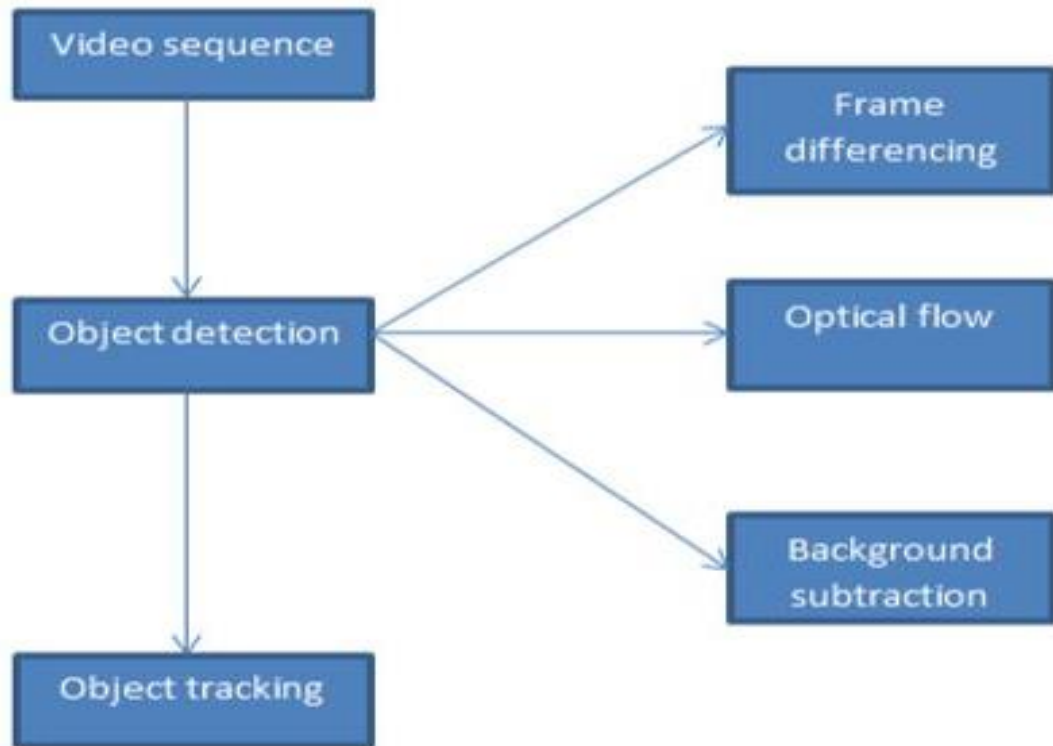 Video sequence
Frame
differencing
Object detection
Optical flow
Background
subtraction
Object tracking